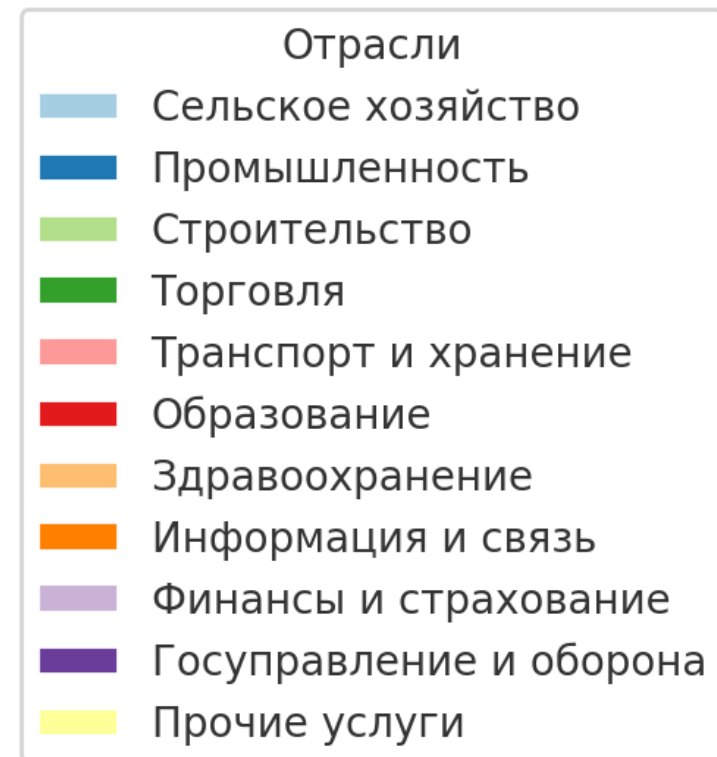 Отрасли
Сельское хозяйство
Промышленность
Строительство
Торговля
Транспорт и хранение
Образование
Здравоохранение
Информация и связь
Финансы и страхование
Госуправление и оборона
Прочие услуги